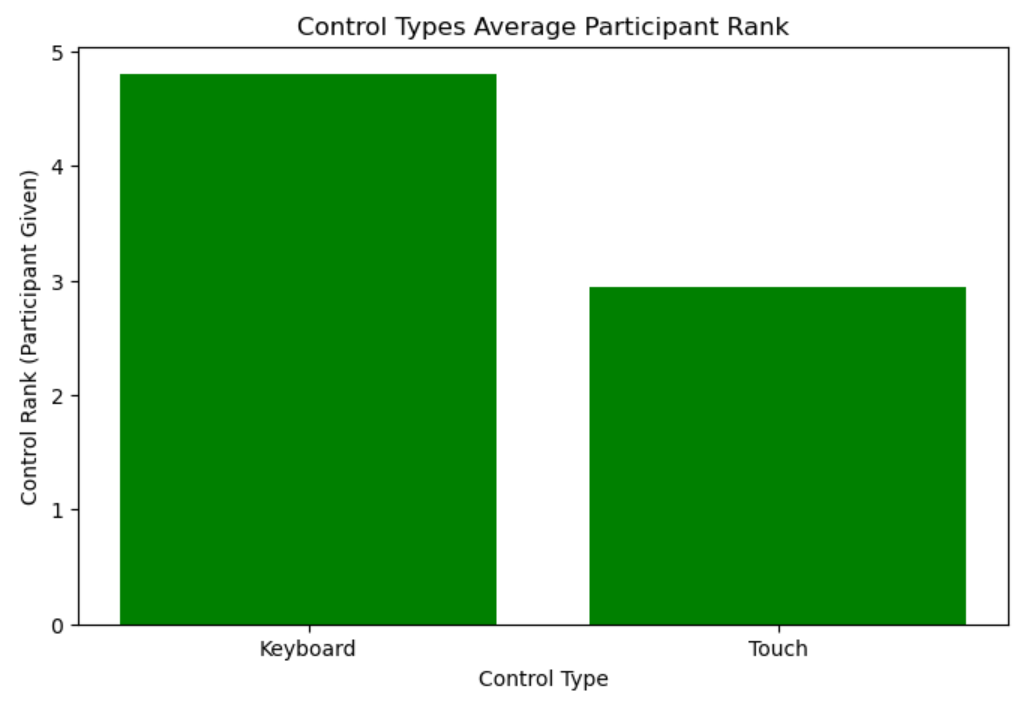 Control Types Average Participant Rank
Control Rank (Participant Given)
5
4
3
2
1
0
Keyboard Touch
Control Type